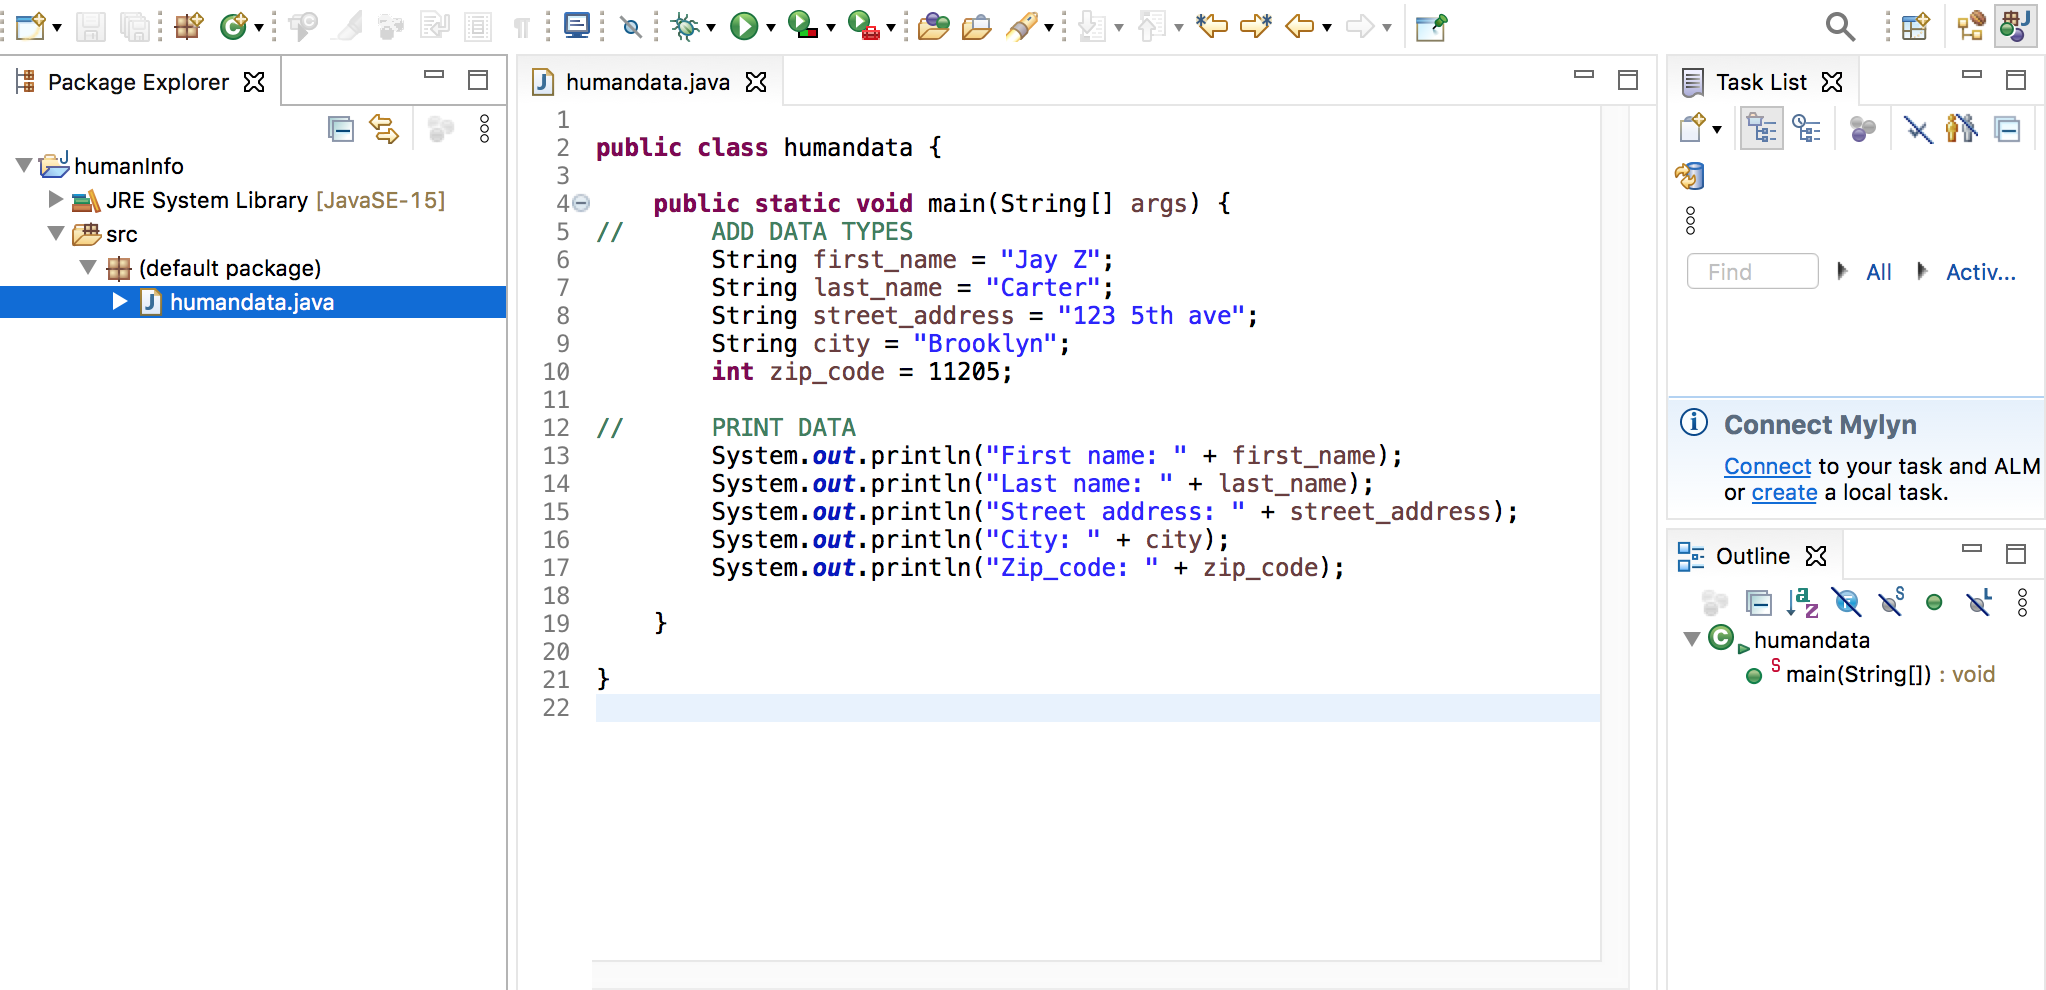 Package Explorer
humanInfo
JRE System Library [JavaSE-15]
src
(default package)
humandata.java
humandata.java
1
2 public class humandata {
3
4     public static void main(String[] args) {
5 //      ADD DATA TYPES
6         String first_name = "Jay Z";
7         String last_name = "Carter";
8         String street_address = "123 5th ave";
9         String city = "Brooklyn";
10         int zip_code = 11205;
11
12 //      PRINT DATA
13         System.out.println("First name: " + first_name);
14         System.out.println("Last name: " + last_name);
15         System.out.println("Street address: " + street_address);
16         System.out.println("City: " + city);
17         System.out.println("Zip_code: " + zip_code);
18
19     }
20
21 }
22
Task List
Find
All
Activ...
Connect Mylyn
Connect to your task and ALM
or create a local task.
Outline
humandata
main(String[]) : void